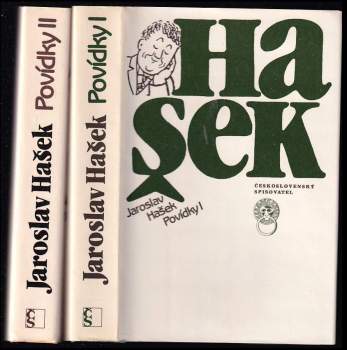 Jaroslav Hašek Povídky II
Jaroslav Hašek Povídky I
Ha
šek
Jaroslav
Hašek
Povídky I
ČESKOSLOVENSKÝ
SPISOVATEL